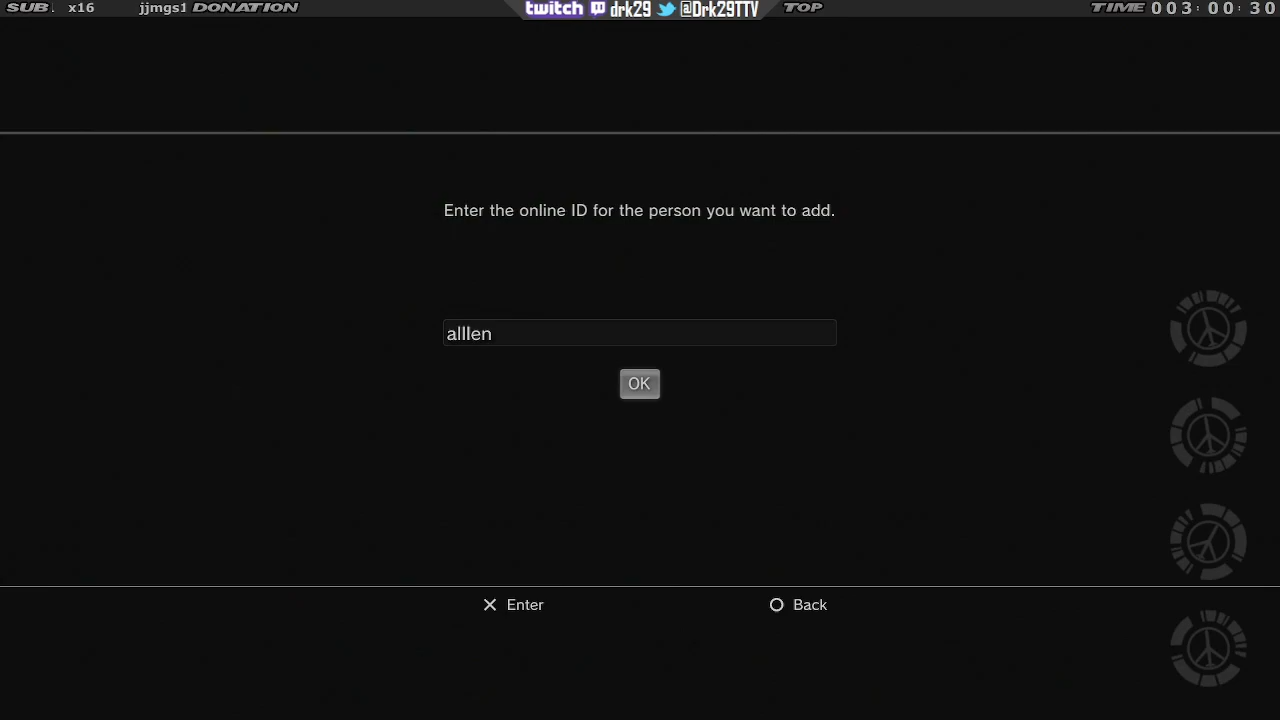 SUB. x16 jjmgs1 DONATION twitch drk29 @Drk29TTV TOP TIME 003:00:30
Enter the online ID for the person you want to add.
alllen
OK
Enter Back